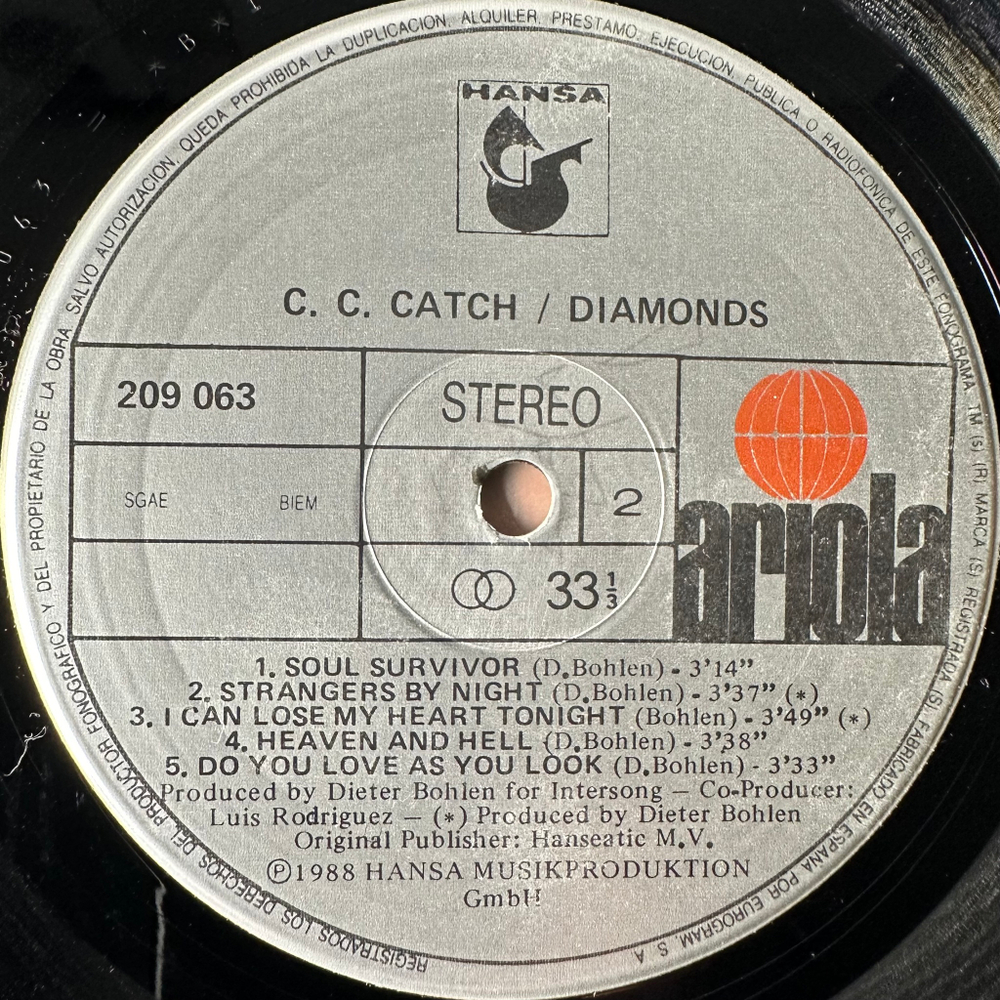 REGISTRADOS LOS DERECHOS DEL PRODUCTOR FONOGRAFICO Y DEL PROPIETARIO DE LA OBRA. SALVO AUTORIZACION, QUEDA PROHIBIDA LA DUPLICACION, ALQUILER, PRESTAMO, EJECUCION, PUBLICA O RADIOFONICA DE ESTE FONOGRAMA TM (S) (R). MARCA (S) REGISTRADA (S). FABRICADO EN ESPAÑA POR EUROGRAM, S A
HANSA
C. C. CATCH / DIAMONDS
209 063
STEREO
SGAE BIEM
2
33 1/3
ariola
1. SOUL SURVIVOR (D.Bohlen) - 3'14”
2. STRANGERS BY NIGHT (D.Bohlen) - 3'37” (*)
3. I CAN LOSE MY HEART TONIGHT (Bohlen) - 3'49” (*)
4. HEAVEN AND HELL (D.Bohlen) - 3'38”
5. DO YOU LOVE AS YOU LOOK (D.Bohlen) - 3'33”
Produced by Dieter Bohlen for Intersong — Co-Producer:
Luis Rodriguez — (*) Produced by Dieter Bohlen
Original Publisher: Hanseatic M.V.
℗1988 HANSA MUSIKPRODUKTION
GmbH